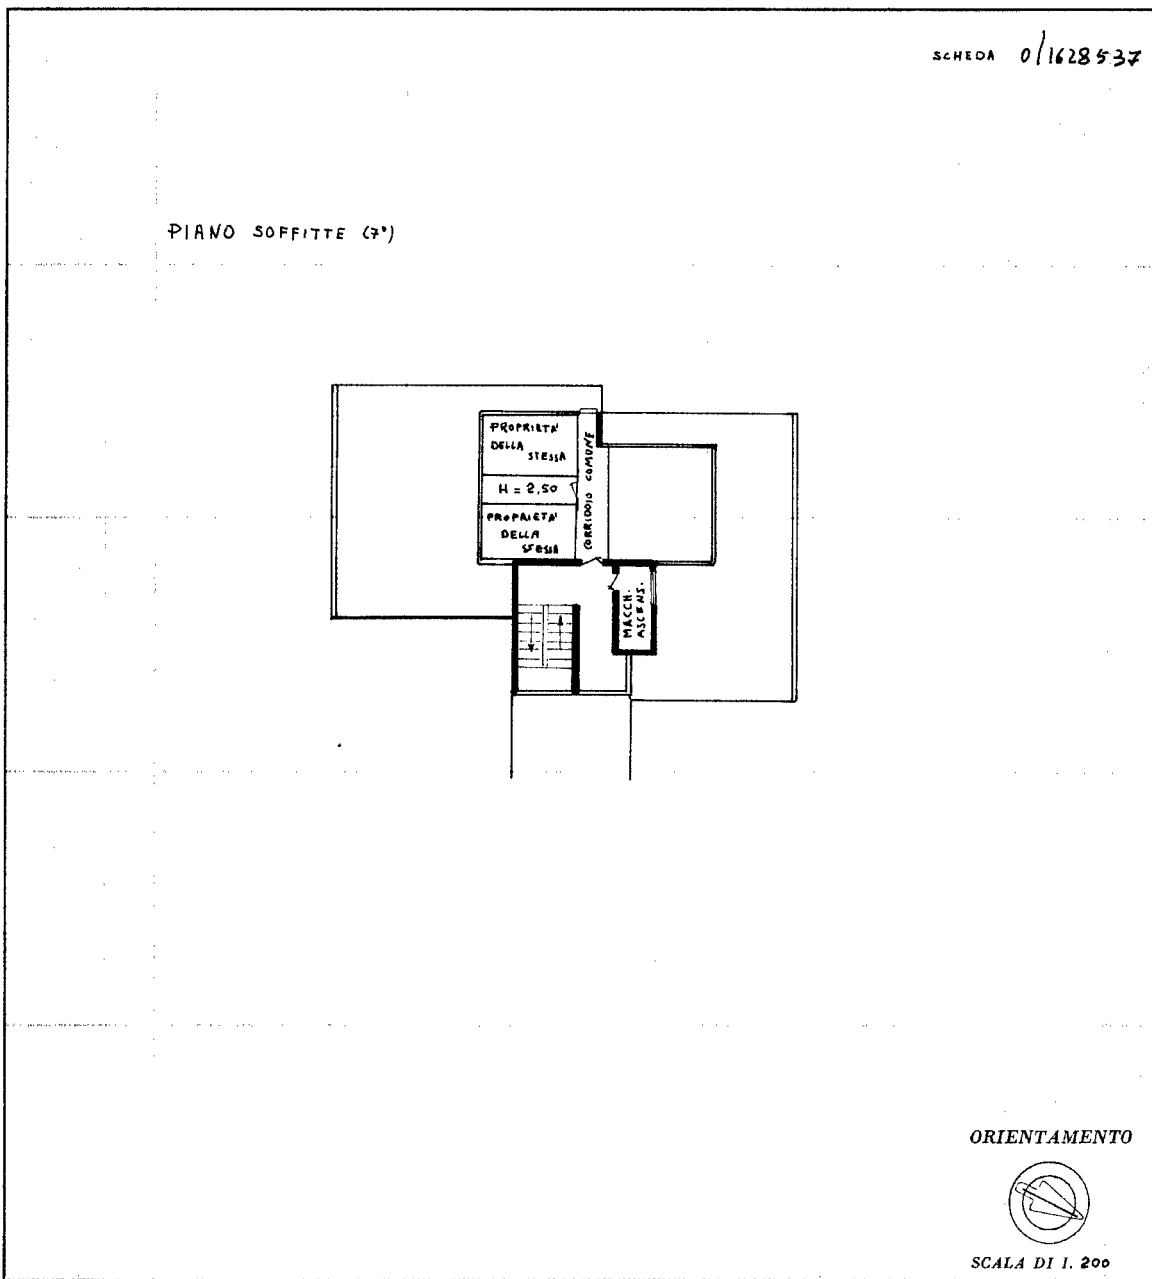 SCHEDA 0/1628537
PIANO SOFFITTE (7°)
PROPRIETA'
DELLA
STESSA
H = 2,50
PROPRIETA'
DELLA
STESSA
CORRIDOIO COMUNE
MACCH.
ASCENS.
ORIENTAMENTO
SCALA DI 1. 200